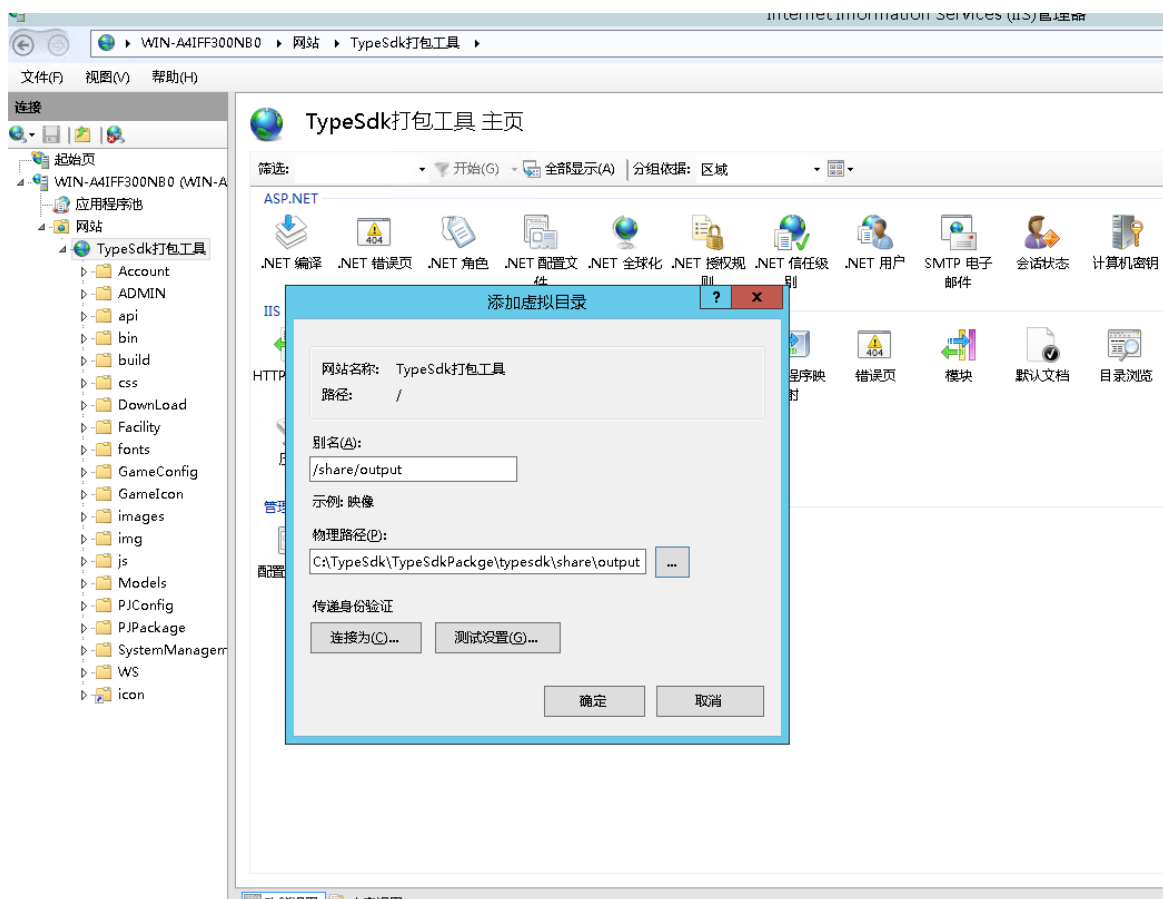 Internet Information Services (IIS)管理器
WIN-A4IFF300NB0 网站 TypeSdk打包工具
文件(F) 视图(V) 帮助(H)
连接
起始页
WIN-A4IFF300NB0 (WIN-A
应用程序池
网站
TypeSdk打包工具
Account
ADMIN
api
bin
build
css
DownLoad
Facility
fonts
GameConfig
GameIcon
images
img
js
Models
PJConfig
PJPackage
SystemManagem
WS
icon
TypeSdk打包工具 主页
筛选: 开始(G) 全部显示(A) 分组依据: 区域
ASP.NET
.NET 编译 .NET 错误页 .NET 角色 .NET 配置文件 .NET 全球化 .NET 授权规则 .NET 信任级别 .NET 用户 SMTP 电子邮件 会话状态 计算机密钥
IIS
HTTP 程序映射 错误页 模块 默认文档 目录浏览
管理
配置
添加虚拟目录
网站名称: TypeSdk打包工具
路径: /
别名(A):
/share/output
示例: 映像
物理路径(P):
C:\TypeSdk\TypeSdkPackge\typesdk\share\output ...
传递身份验证
连接为(C)... 测试设置(G)...
确定 取消